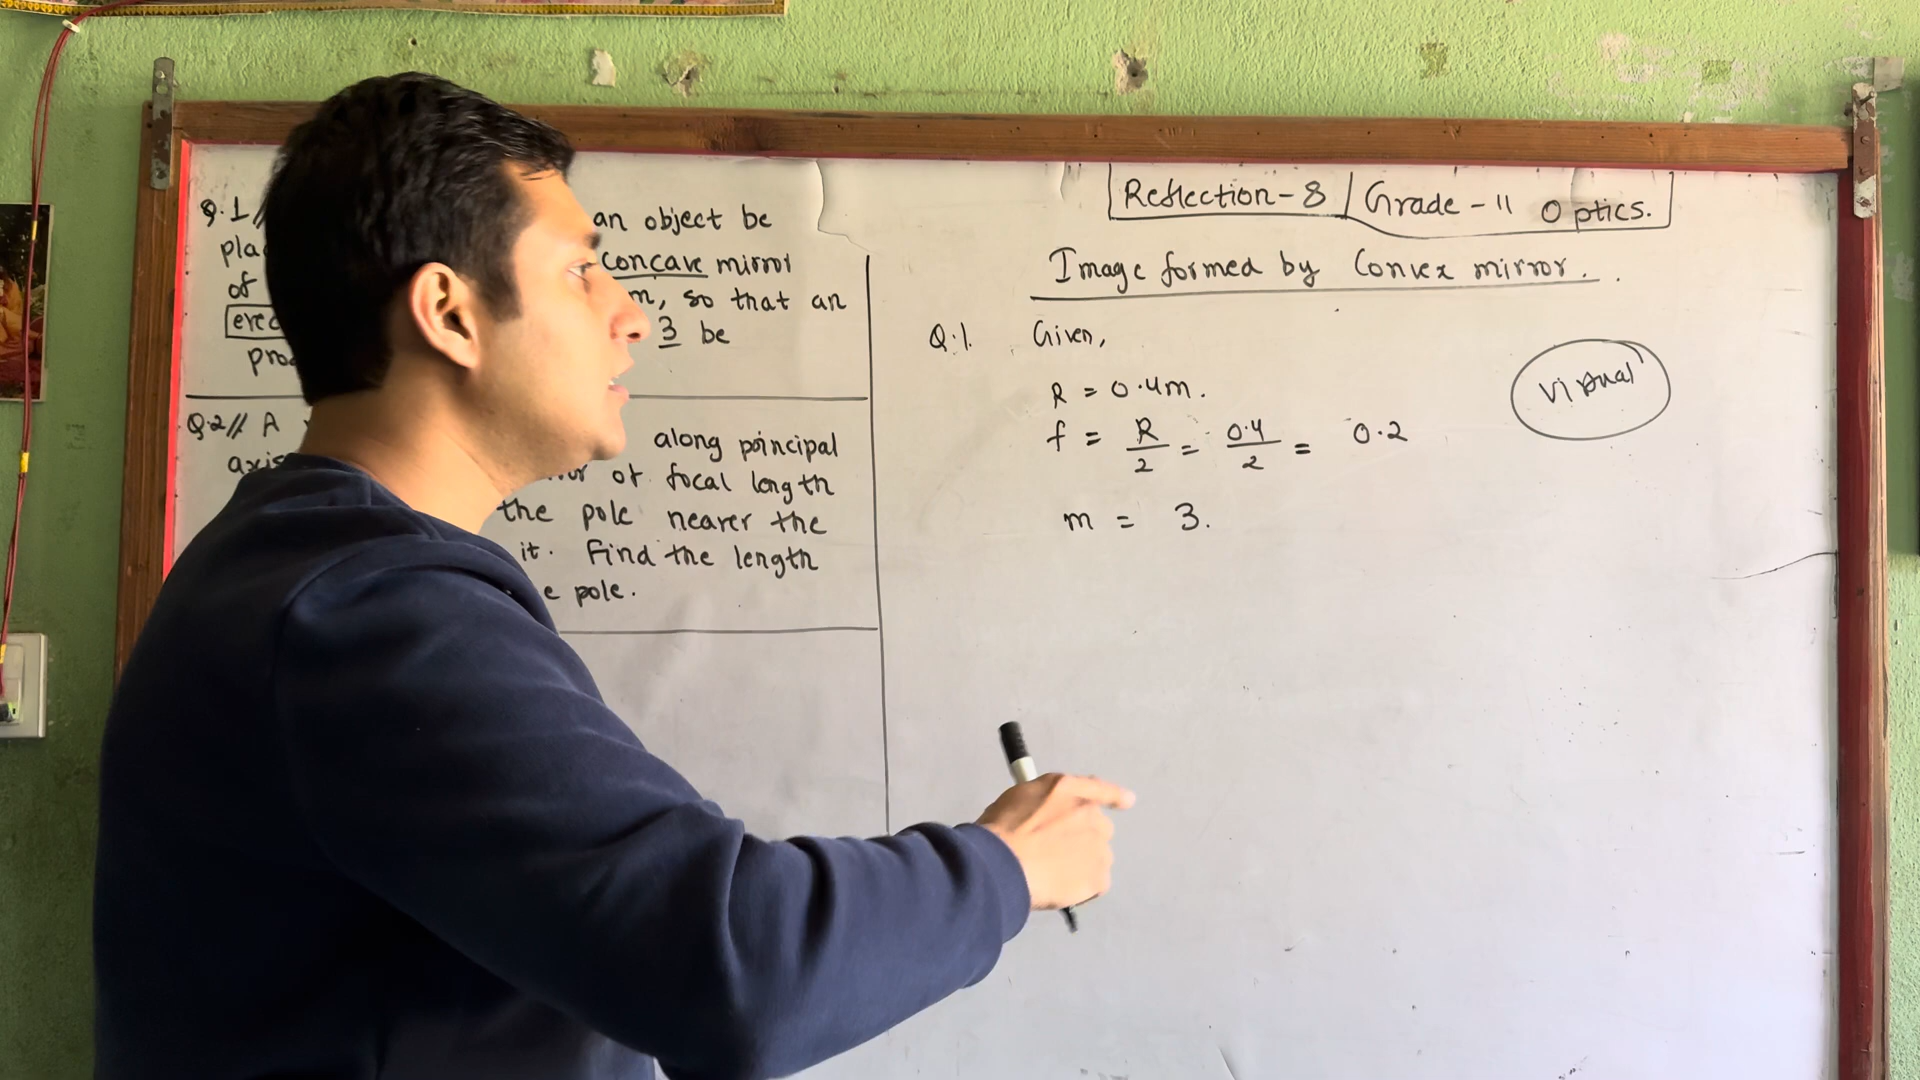 Q.1//
an object be
pla
concave mirror
of
m, so that an
erec
3 be
pro
Q.2// A
along principal
axis
of focal length
the pole nearer the
it. Find the length
e pole.
Reflection-8 Grade-11 Optics.
Image formed by Convex mirror.
Q.1. Given,
R = 0.4m.
f = R/2 = 0.4/2 = 0.2
m = 3.
Virtual